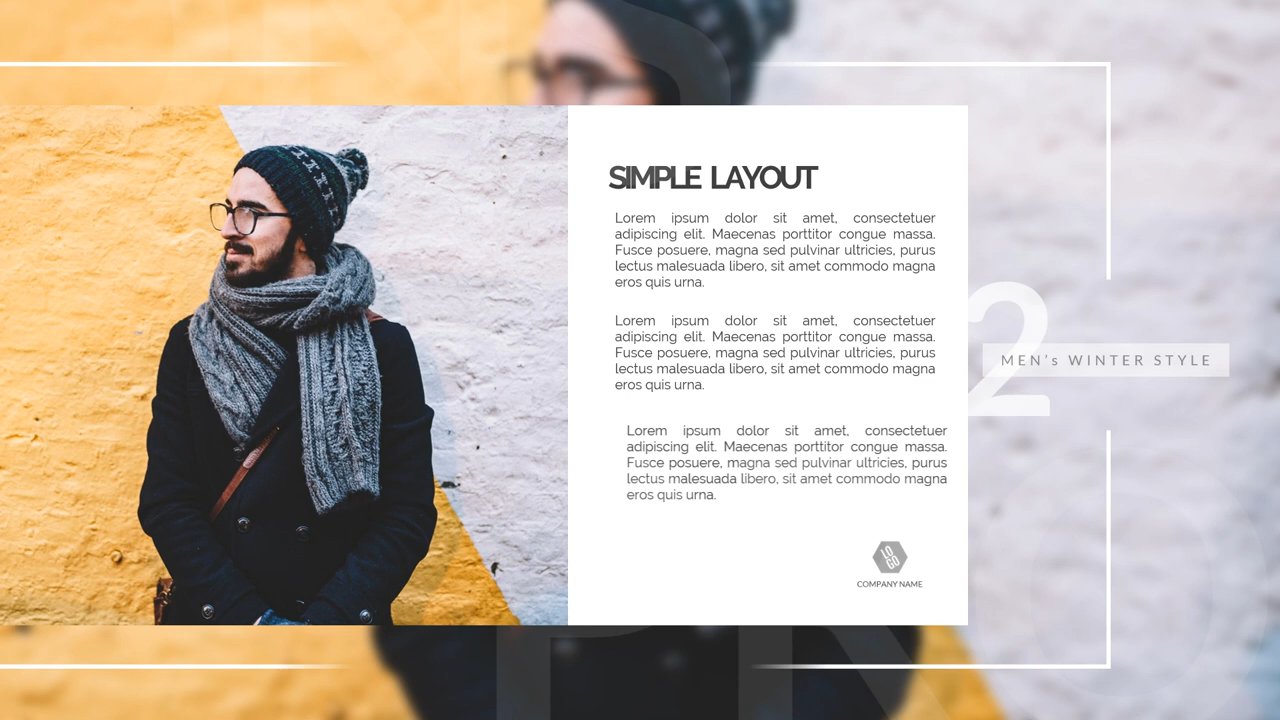 SIMPLE LAYOUT
Lorem ipsum dolor sit amet, consectetuer
adipiscing elit. Maecenas porttitor congue massa.
Fusce posuere, magna sed pulvinar ultricies, purus
lectus malesuada libero, sit amet commodo magna
eros quis urna.
Lorem ipsum dolor sit amet, consectetuer
adipiscing elit. Maecenas porttitor congue massa.
Fusce posuere, magna sed pulvinar ultricies, purus
lectus malesuada libero, sit amet commodo magna
eros quis urna.
Lorem ipsum dolor sit amet, consectetuer
adipiscing elit. Maecenas porttitor congue massa.
Fusce posuere, magna sed pulvinar ultricies, purus
lectus malesuada libero, sit amet commodo magna
eros quis urna.
LO
GO
COMPANY NAME
2
MEN's WINTER STYLE